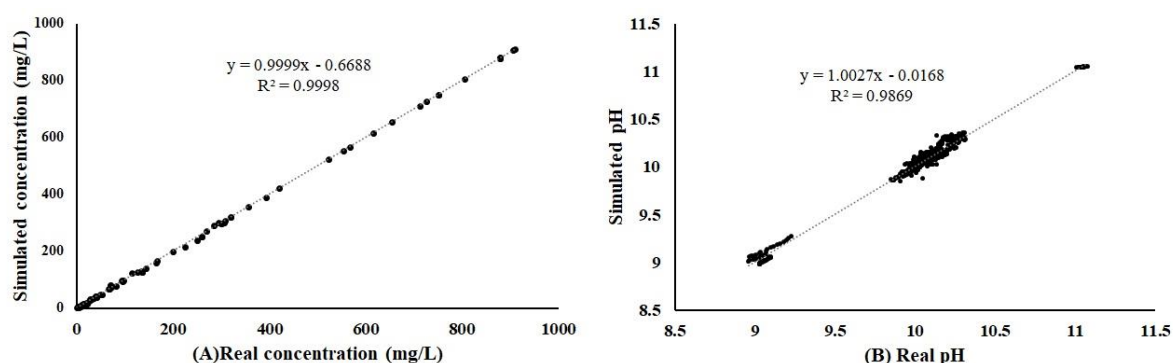 1000
800
600
400
200
0
Simulated concentration (mg/L)
y = 0.9999x - 0.6688
R² = 0.9998
0 200 400 600 800 1000
(A)Real concentration (mg/L)
11.5
11
10.5
10
9.5
9
8.5
Simulated pH
y = 1.0027x - 0.0168
R² = 0.9869
8.5 9 9.5 10 10.5 11 11.5
(B) Real pH